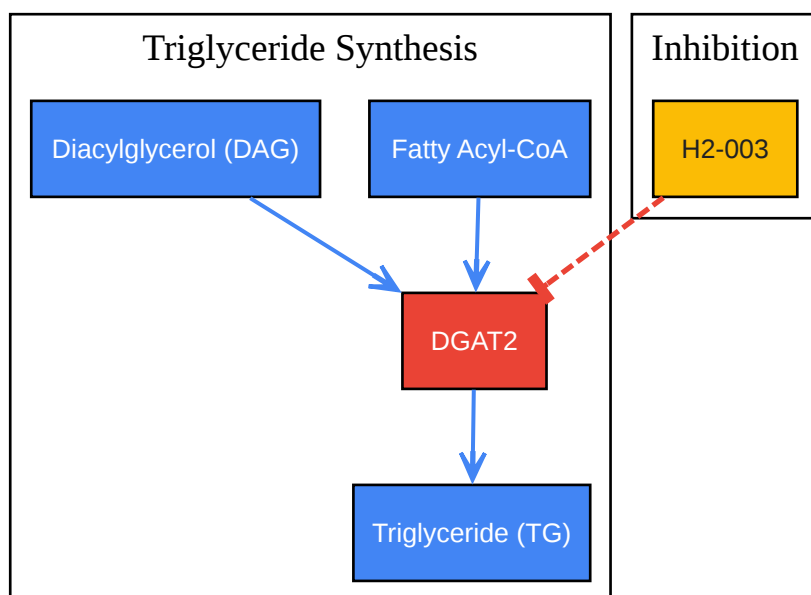 Triglyceride Synthesis
Inhibition
Diacylglycerol (DAG)
Fatty Acyl-CoA
H2-003
DGAT2
Triglyceride (TG)